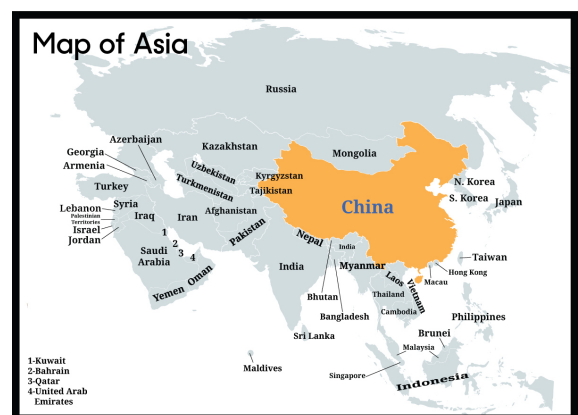 Map of Asia
Russia
Azerbaijan
Georgia
Armenia
Kazakhstan
Mongolia
Uzbekistan
Kyrgyzstan
Turkey
Turkmenistan
Tajikistan
N. Korea
S. Korea
Japan
China
Lebanon
Syria
Palestinian
Territories
Iraq
Iran
Afghanistan
Israel
Jordan
1
2
3
4
Pakistan
Nepal
India
Saudi
Arabia
Taiwan
Hong Kong
Macau
India
Myanmar
Laos
Vietnam
Yemen
Oman
Bhutan
Thailand
Bangladesh
Cambodia
Philippines
Sri Lanka
Brunei
Malaysia
Maldives
Singapore
Indonesia
1-Kuwait
2-Bahrain
3-Qatar
4-United Arab
Emirates